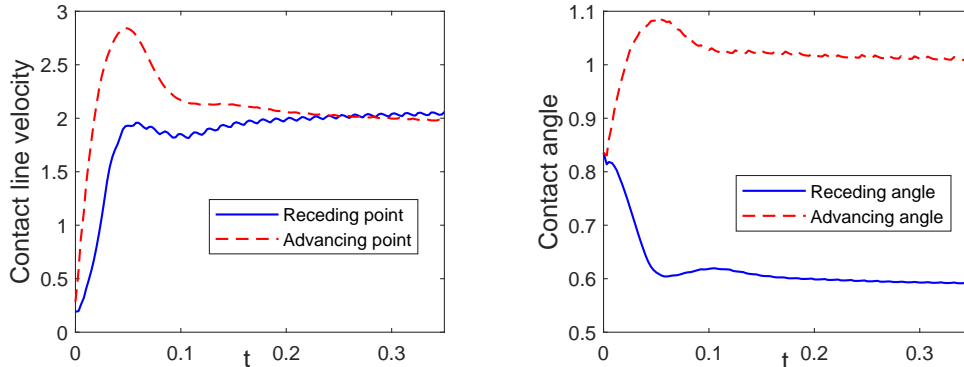 Contact line velocity
3
2.5
2
1.5
1
0.5
0
0
0.1
0.2
0.3
t
Receding point
Advancing point
Contact angle
1.1
1
0.9
0.8
0.7
0.6
0.5
0
0.1
0.2
0.3
t
Receding angle
Advancing angle